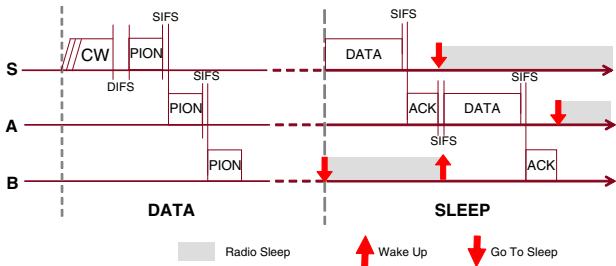 SIFS
SIFS
CW
PION
DATA
S
DIFS
SIFS
SIFS
PION
ACK
DATA
A
SIFS
PION
ACK
B
DATA
SLEEP
Radio Sleep
Wake Up
Go To Sleep